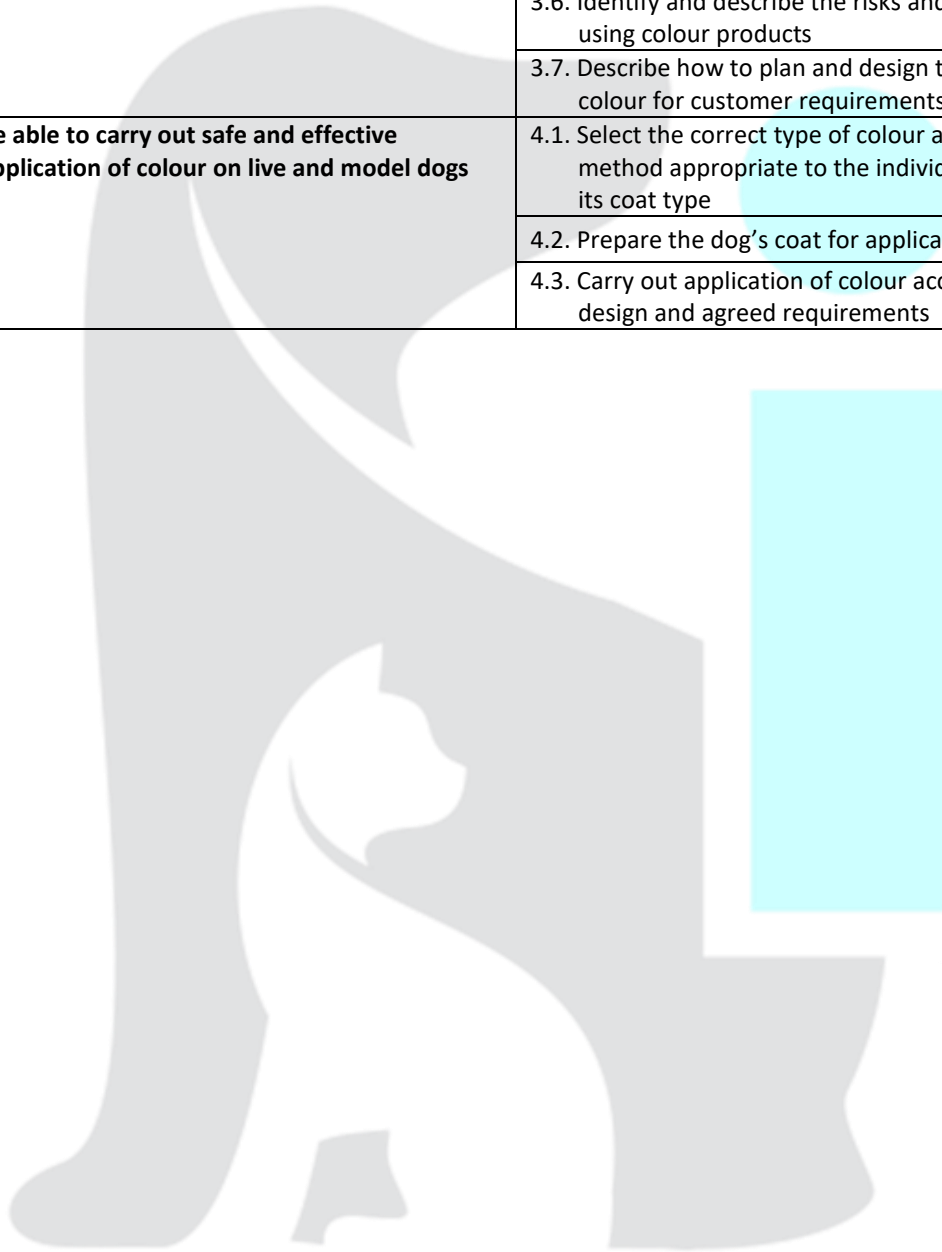 3.6. Identify and describe the risks and
using colour products
3.7. Describe how to plan and design t
colour for customer requirements
e able to carry out safe and effective
pplication of colour on live and model dogs
4.1. Select the correct type of colour a
method appropriate to the individ
its coat type
4.2. Prepare the dog’s coat for applica
4.3. Carry out application of colour acc
design and agreed requirements